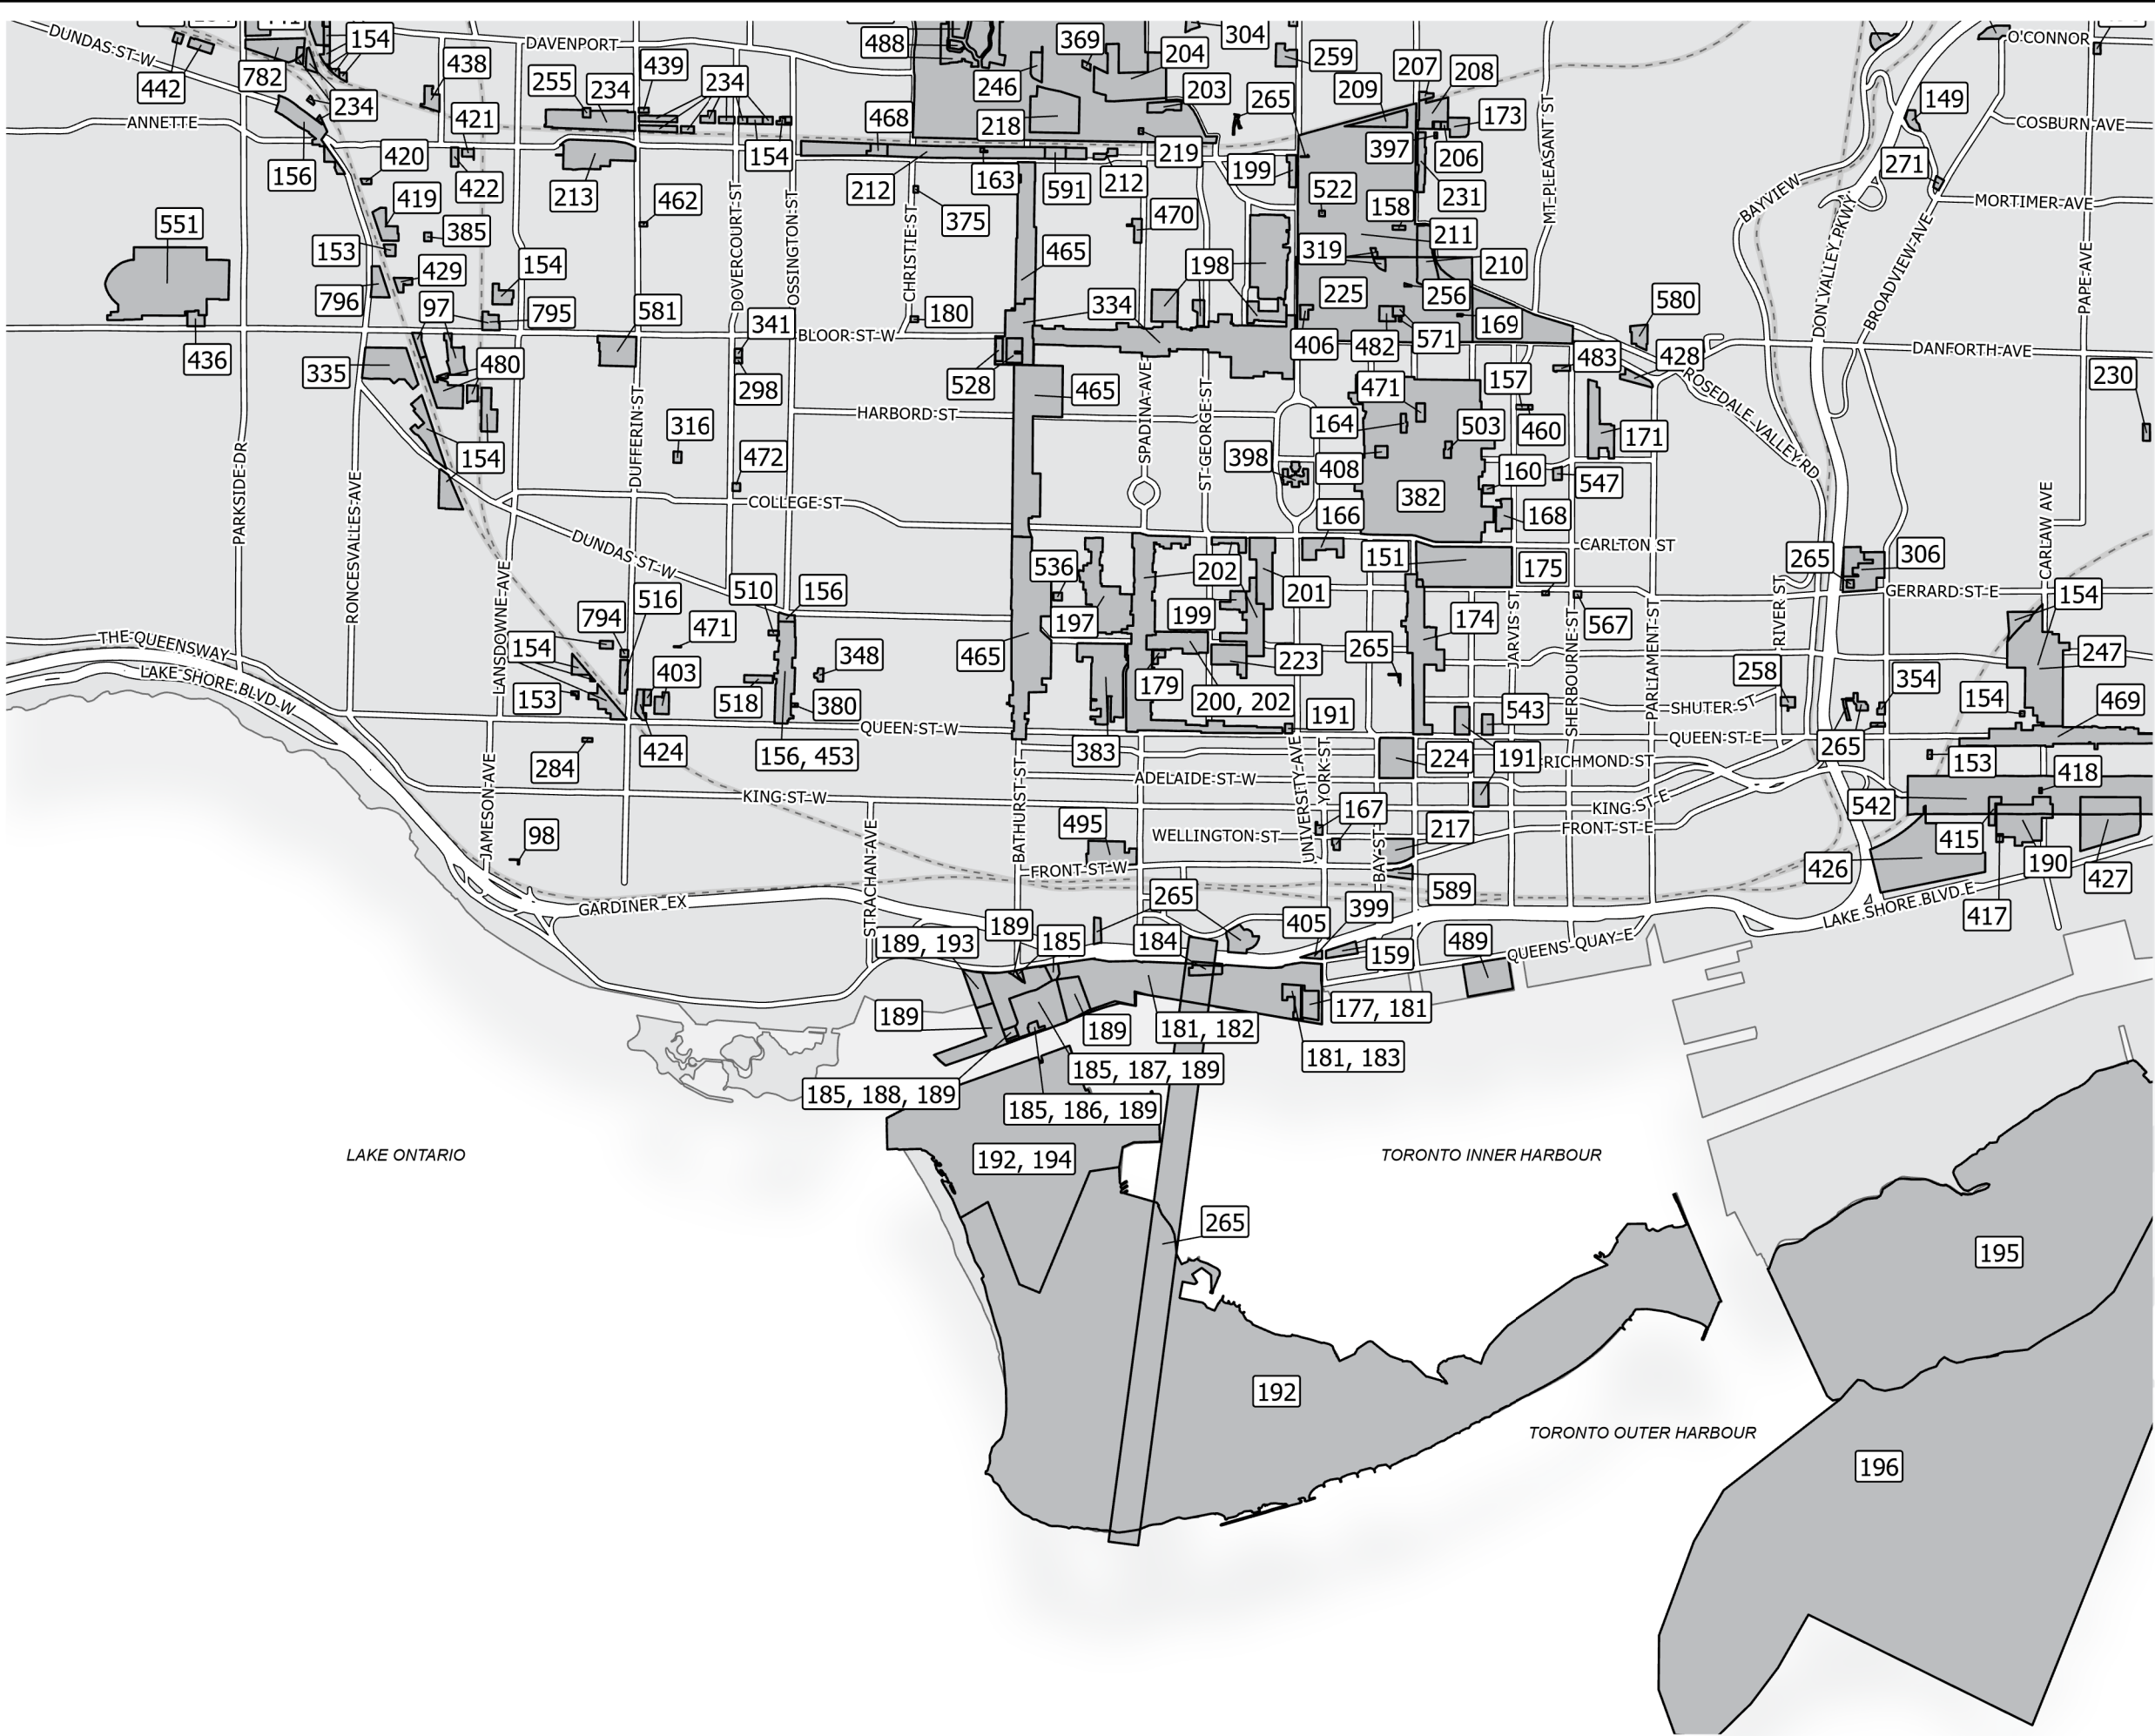 154
304
488
369
204
DUNDAS ST W
DAVENPORT
O'CONNOR
438
439
259
207
208
442
782
255
234
234
246
203
265
209
149
234
ANNETTE
421
468
218
173
COSBURN AVE
420
154
219
397
206
156
422
213
212
163
591
212
199
271
231
MT PLEASANT ST
419
462
375
470
522
158
BAYVIEW
MORTIMER AVE
551
385
DOVERCOURT ST
OSSINGTON ST
CHRISTIE ST
153
429
154
465
198
319
211
210
DON VALLEY PKWY
BROADVIEW AVE
PAPE AVE
796
97
795
581
341
180
334
225
256
580
BLOOR ST W
406
482
571
169
436
335
480
298
528
483
428
DANFORTH AVE
230
465
471
157
ROSEDALE VALLEY RD
HARBORD ST
316
DUFFERIN ST
SPADINA AVE
ST GEORGE ST
164
503
460
171
154
472
398
408
160
547
PARKSIDE DR
RONCESVALLES AVE
COLLEGE ST
382
166
168
CARLAW AVE
DUNDAS ST W
CARLTON ST
536
202
151
175
265
306
LANSDOWNE AVE
510
156
201
GERRARD ST E
154
794
516
471
197
199
265
174
JARVIS ST
SHERBOURNE ST
567
PARLIAMENT ST
RIVER ST
THE QUEENSWAY
154
348
465
223
247
LAKE SHORE BLVD W
403
179
258
354
153
518
380
200, 202
191
543
SHUTER ST
154
469
QUEEN ST W
QUEEN ST E
284
424
156, 453
383
224
191
RICHMOND ST
265
153
418
JAMESON AVE
BATHURST ST
ADELAIDE ST W
UNIVERSITY AVE
YORK ST
KING ST W
KING ST E
542
98
495
WELLINGTON ST
167
217
FRONT ST E
415
190
STRACHAN AVE
FRONT ST W
BAY ST
589
426
427
GARDINER EX
265
LAKE SHORE BLVD E
417
189, 193
189
185
184
405
399
159
489
QUEENS QUAY E
189
189
181, 182
177, 181
185, 188, 189
185, 187, 189
181, 183
185, 186, 189
LAKE ONTARIO
192, 194
TORONTO INNER HARBOUR
265
195
192
TORONTO OUTER HARBOUR
196